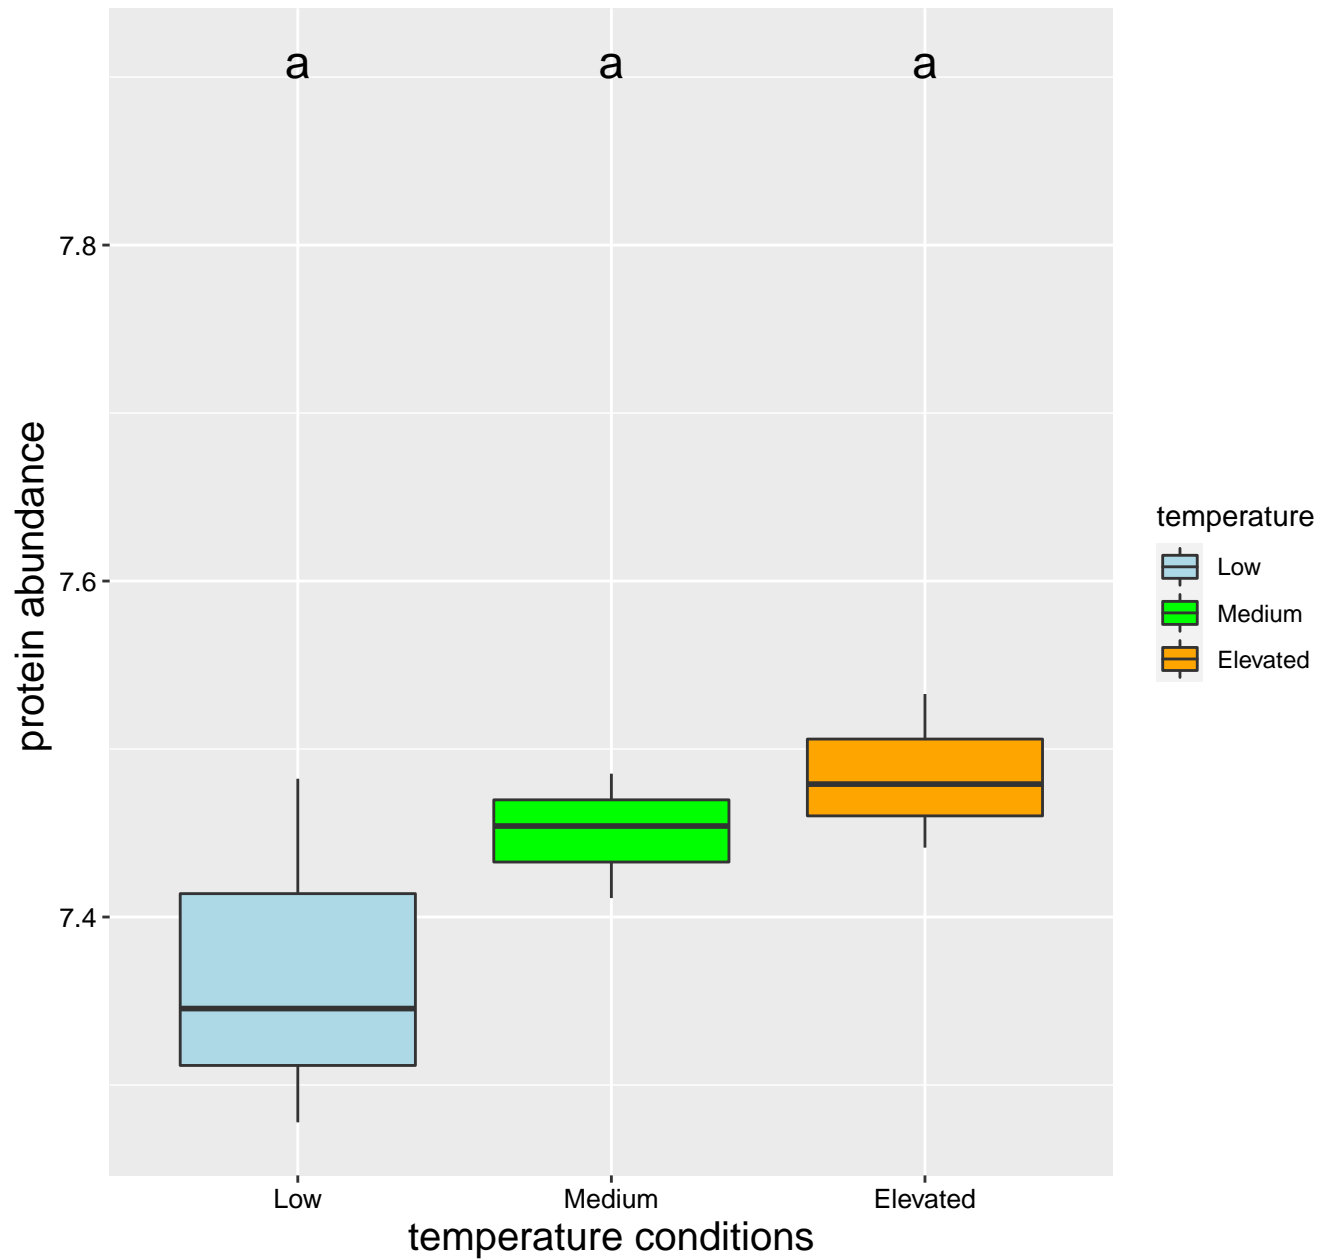 a a a
7.8
7.6
7.4
protein abundance
Low Medium Elevated
temperature conditions
temperature
Low
Medium
Elevated